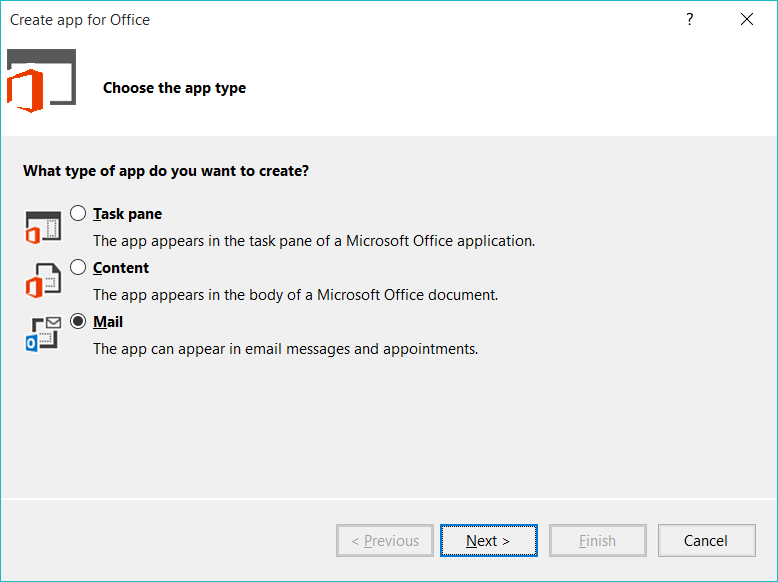 Create app for Office
?
Choose the app type
What type of app do you want to create?
Task pane
The app appears in the task pane of a Microsoft Office application.
Content
The app appears in the body of a Microsoft Office document.
Mail
The app can appear in email messages and appointments.
< Previous
Next >
Finish
Cancel